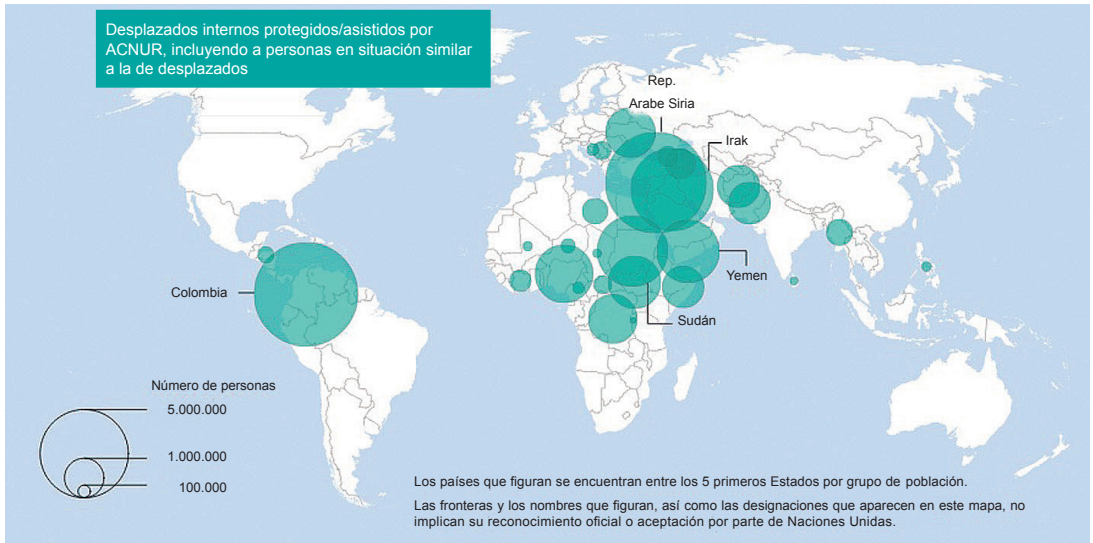 Desplazados internos protegidos/asistidos por
ACNUR, incluyendo a personas en situación similar
a la de desplazados
Rep.
Arabe Siria
Irak
Yemen
Sudán
Colombia
Número de personas
5.000.000
1.000.000
100.000
Los países que figuran se encuentran entre los 5 primeros Estados por grupo de población.
Las fronteras y los nombres que figuran, así como las designaciones que aparecen en este mapa, no
implican su reconocimiento oficial o aceptación por parte de Naciones Unidas.